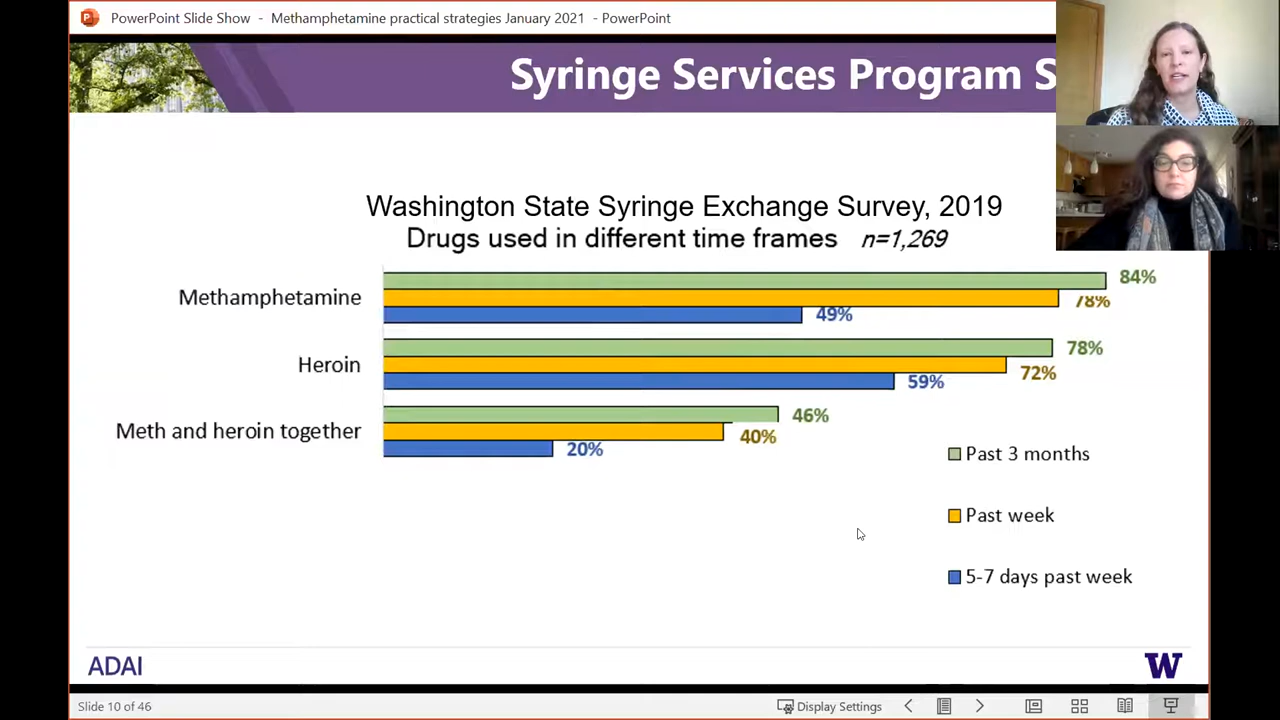 PowerPoint Slide Show - Methamphetamine practical strategies January 2021 - PowerPoint
Syringe Services Program S
Washington State Syringe Exchange Survey, 2019
Drugs used in different time frames n=1,269
84%
Methamphetamine
78%
49%
78%
Heroin
72%
59%
46%
Meth and heroin together
40%
20%
Past 3 months
Past week
5-7 days past week
ADAI
W
Slide 10 of 46
Display Settings